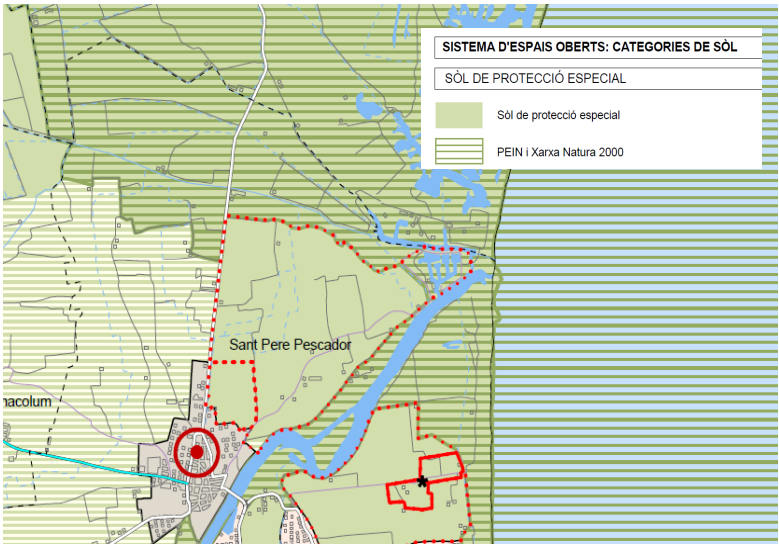 SISTEMA D'ESPAIS OBERTS: CATEGORIES DE SÒL
SÒL DE PROTECCIÓ ESPECIAL
Sòl de protecció especial
PEIN i Xarxa Natura 2000
Sant Pere Pescador
nacolum
*